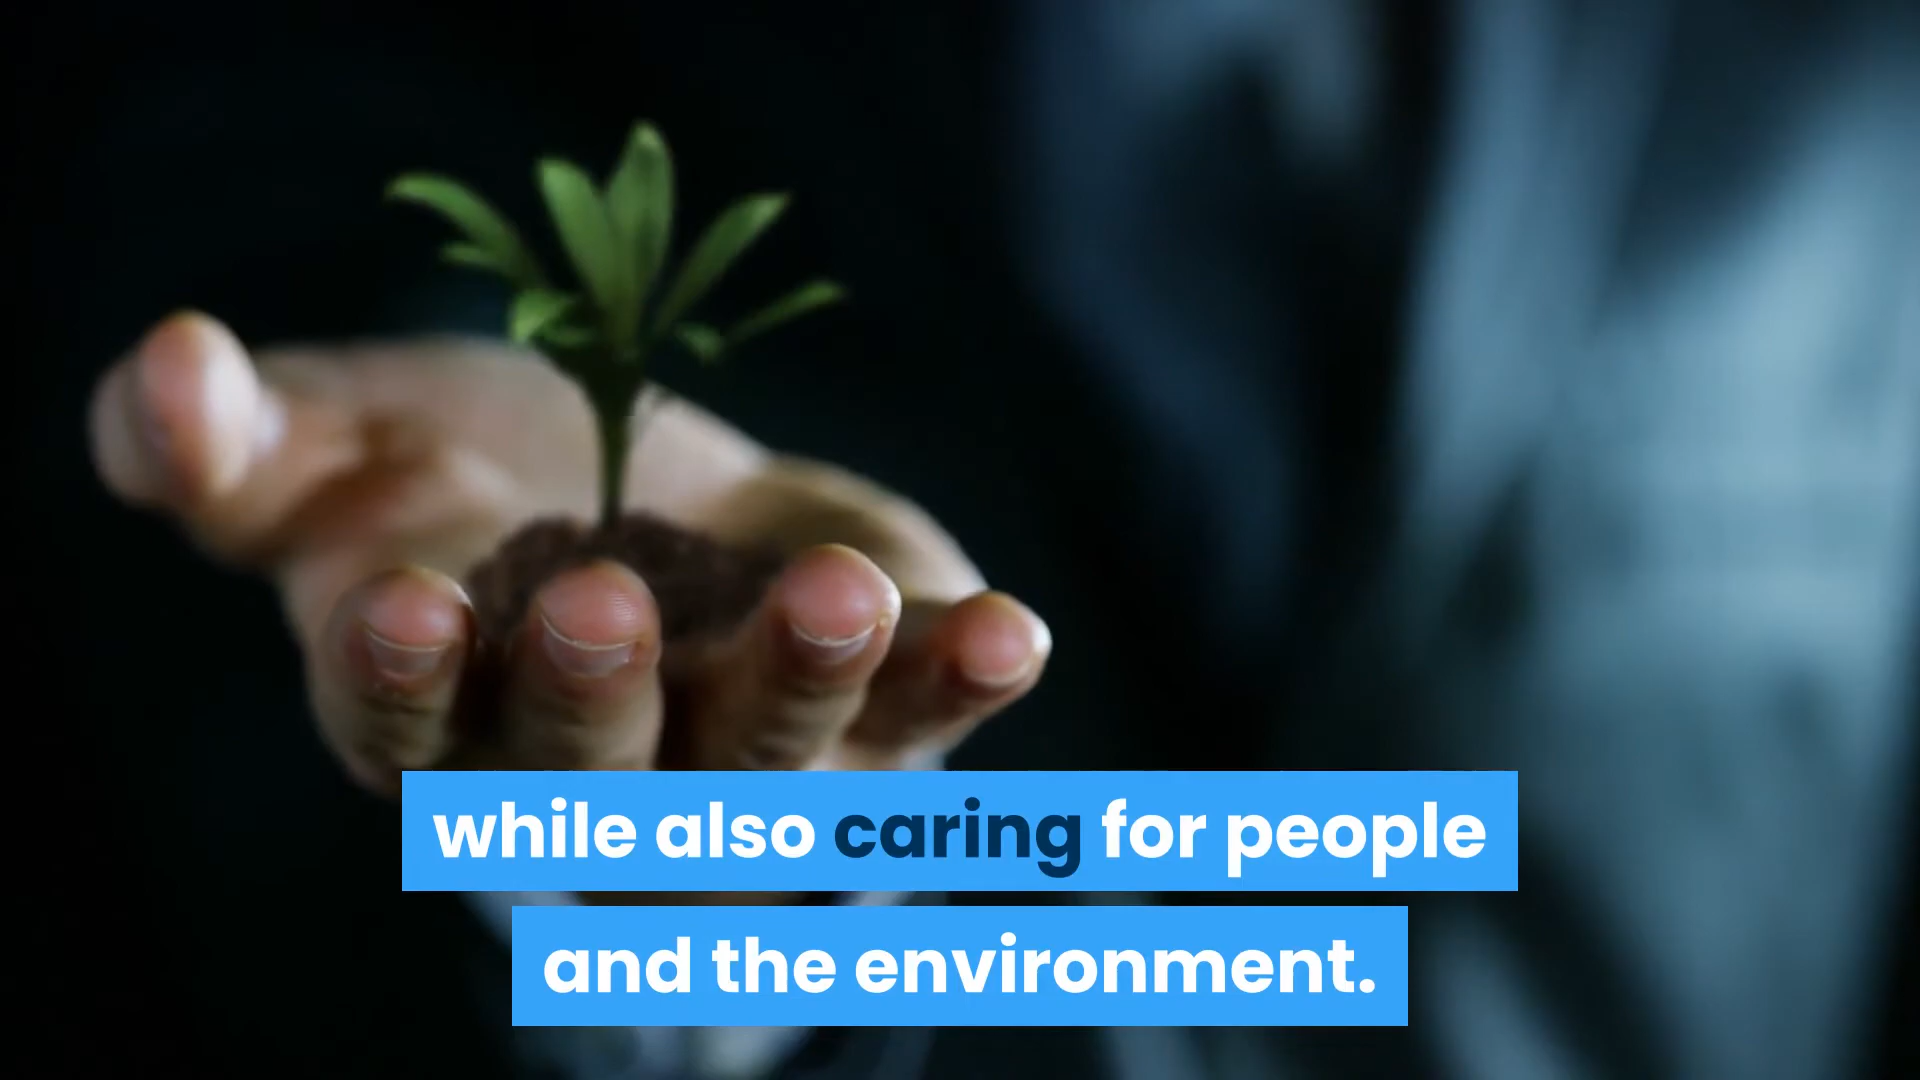 while also caring for people
and the environment.